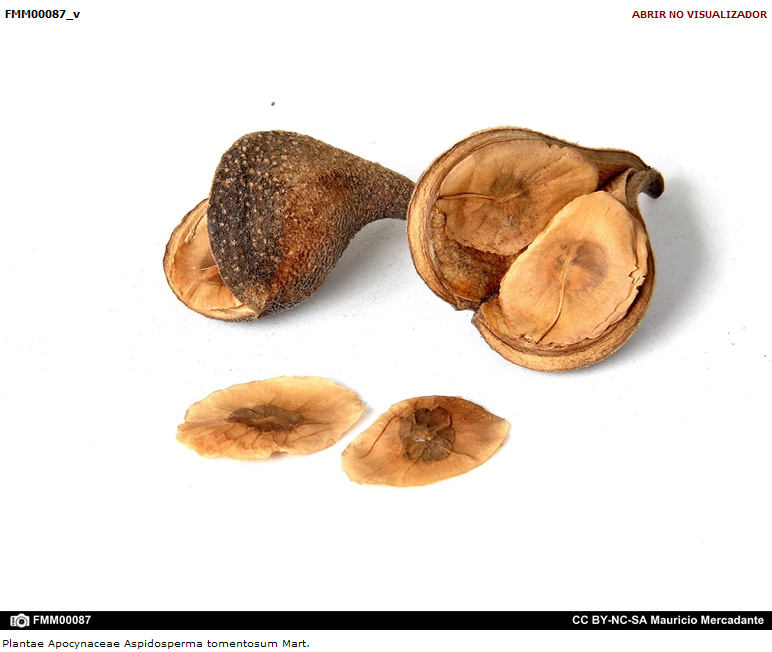 FMM00087_v
ABRIR NO VISUALIZADOR
FMM00087
CC BY-NC-SA Mauricio Mercadante
Plantae Apocynaceae Aspidosperma tomentosum Mart.